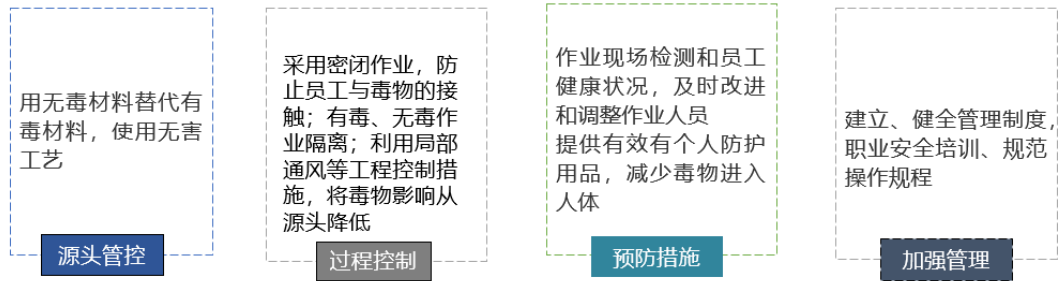 用无毒材料替代有
毒材料，使用无害
工艺
源头管控
采用密闭作业，防
止员工与毒物的接
触；有毒、无毒作
业隔离；利用局部
通风等工程控制措
施，将毒物影响从
源头降低
过程控制
作业现场检测和员工
健康状况，及时改进
和调整作业人员
提供有效有个人防护
用品，减少毒物进入
人体
预防措施
建立、健全管理制度，
职业安全培训、规范
操作规程
加强管理